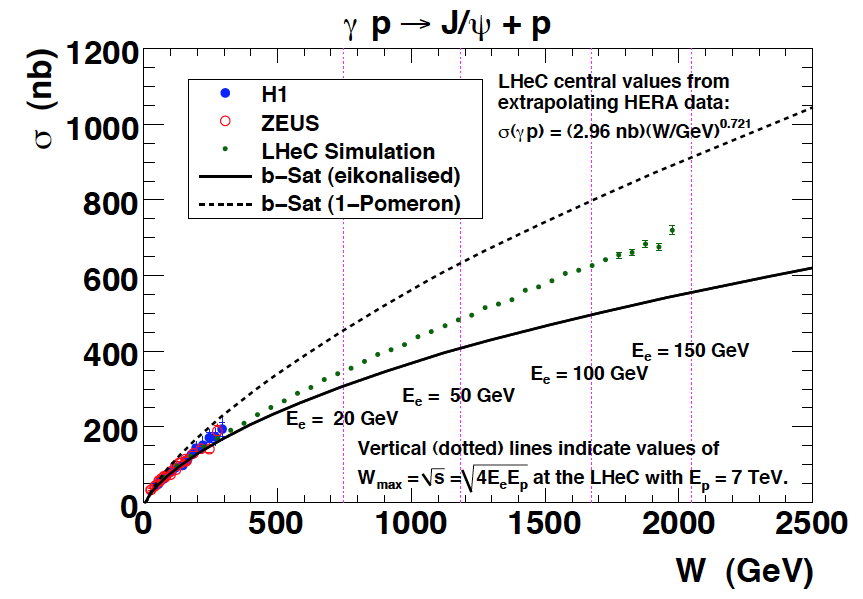 γ p → J/ψ + p
σ (nb)
1200
1000
800
600
400
200
0
H1
ZEUS
LHeC Simulation
b−Sat (eikonalised)
b−Sat (1−Pomeron)
LHeC central values from
extrapolating HERA data:
σ(γp) = (2.96 nb)(W/GeV)^0.721
E_e = 150 GeV
E_e = 100 GeV
E_e = 50 GeV
E_e = 20 GeV
Vertical (dotted) lines indicate values of
W_max = √s = √4E_eE_p at the LHeC with E_p = 7 TeV.
0 500 1000 1500 2000 2500
W (GeV)